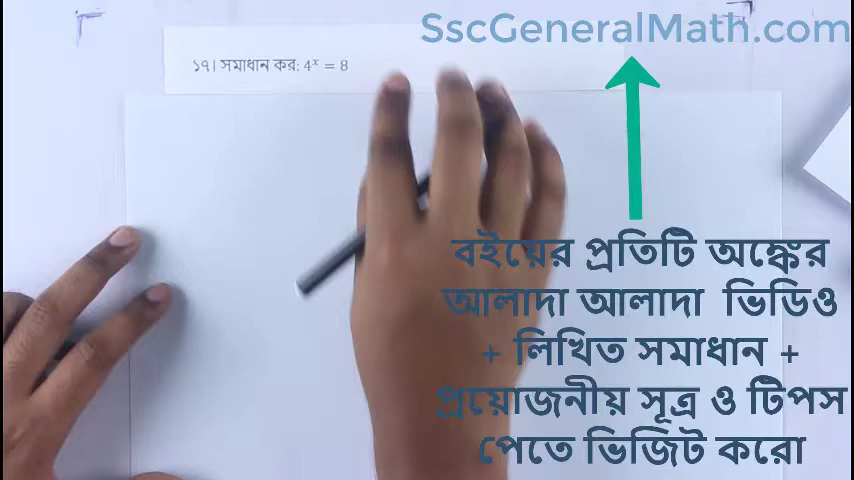 SscGeneralMath.com
১৭। সমাধান কর: 4ˣ = 8
বইয়ের প্রতিটি অঙ্কের
আলাদা আলাদা ভিডিও
+ লিখিত সমাধান +
প্রয়োজনীয় সূত্র ও টিপস
পেতে ভিজিট করো